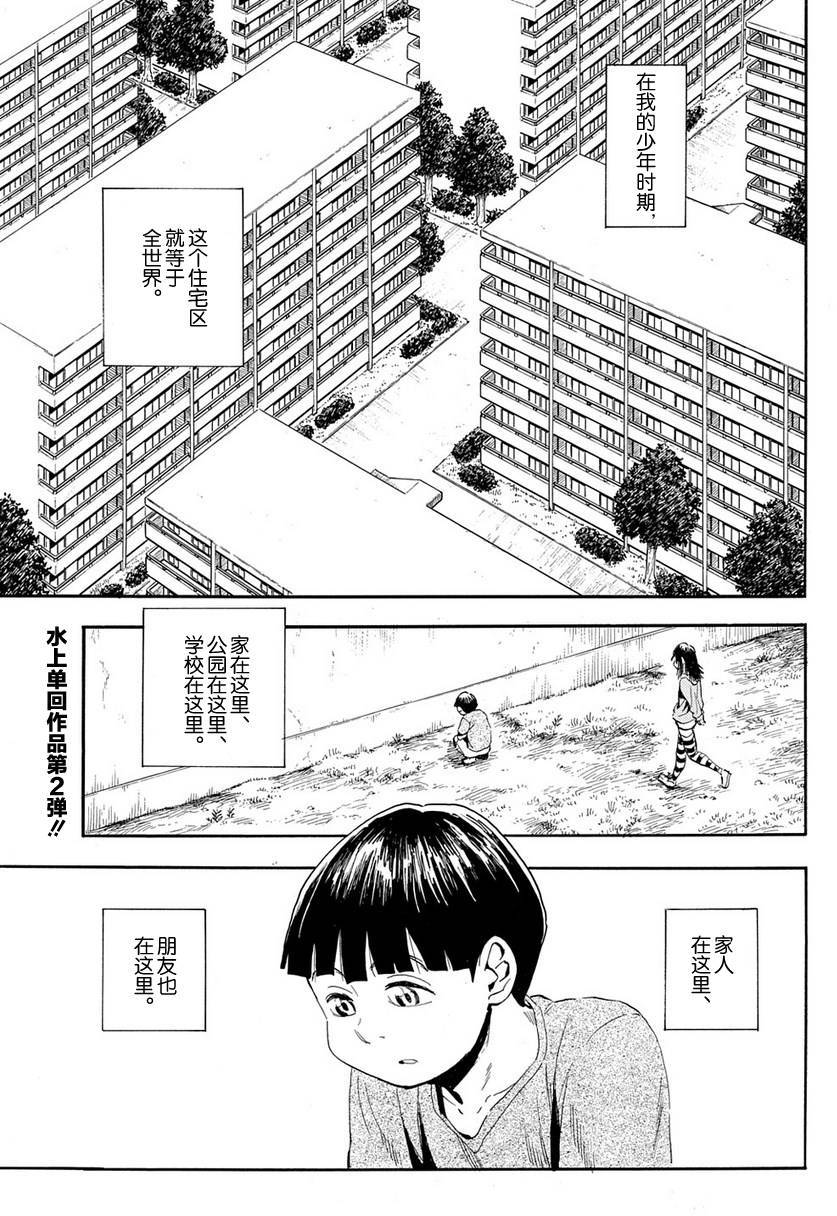 在我的少年时期，
这个住宅区
就等于
全世界。
家在这里、
公园在这里、
学校在这里。
水上单回作品第2弹!!
家人
在这里、
朋友也
在这里。